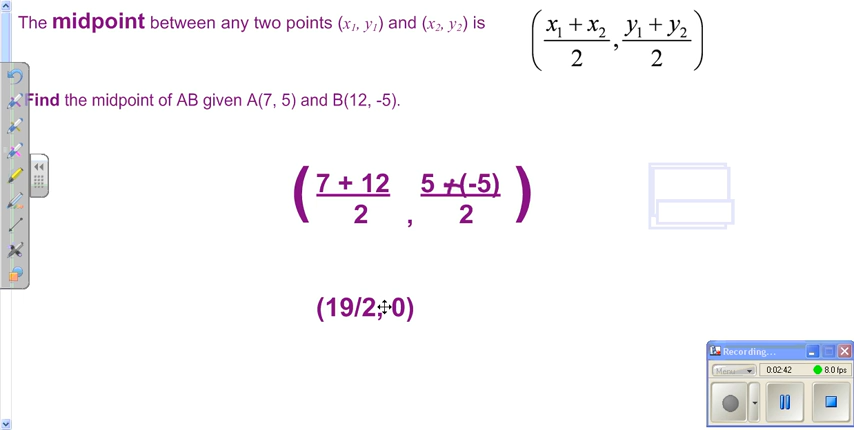 The midpoint between any two points (x₁, y₁) and (x₂, y₂) is
(x₁ + x₂ / 2 , y₁ + y₂ / 2)
Find the midpoint of AB given A(7, 5) and B(12, -5).
( 7 + 12 , 5 +(-5) )
2 2
(19/2, 0)
Recording...
Menu 0:02:42 8.0 fps